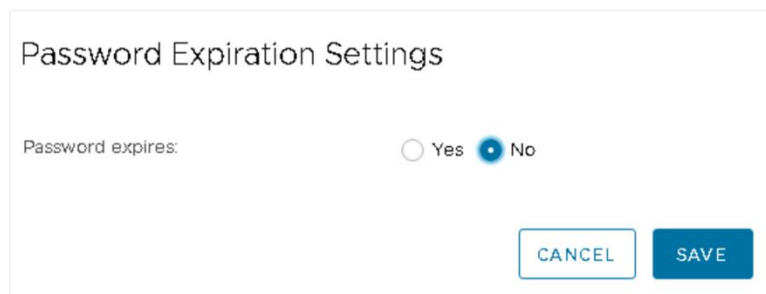 Password Expiration Settings
Password expires: Yes No
CANCEL SAVE